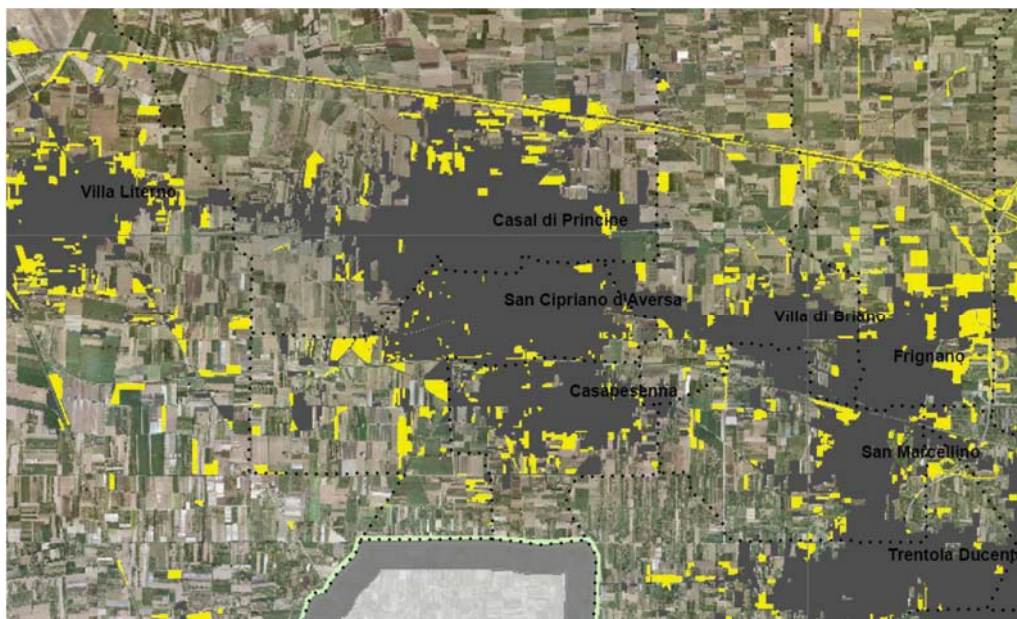 Villa Literno
Casal di Principe
San Cipriano d'Aversa
Villa di Briano
Frignano
Casapesenna
San Marcellino
Trentola Ducent